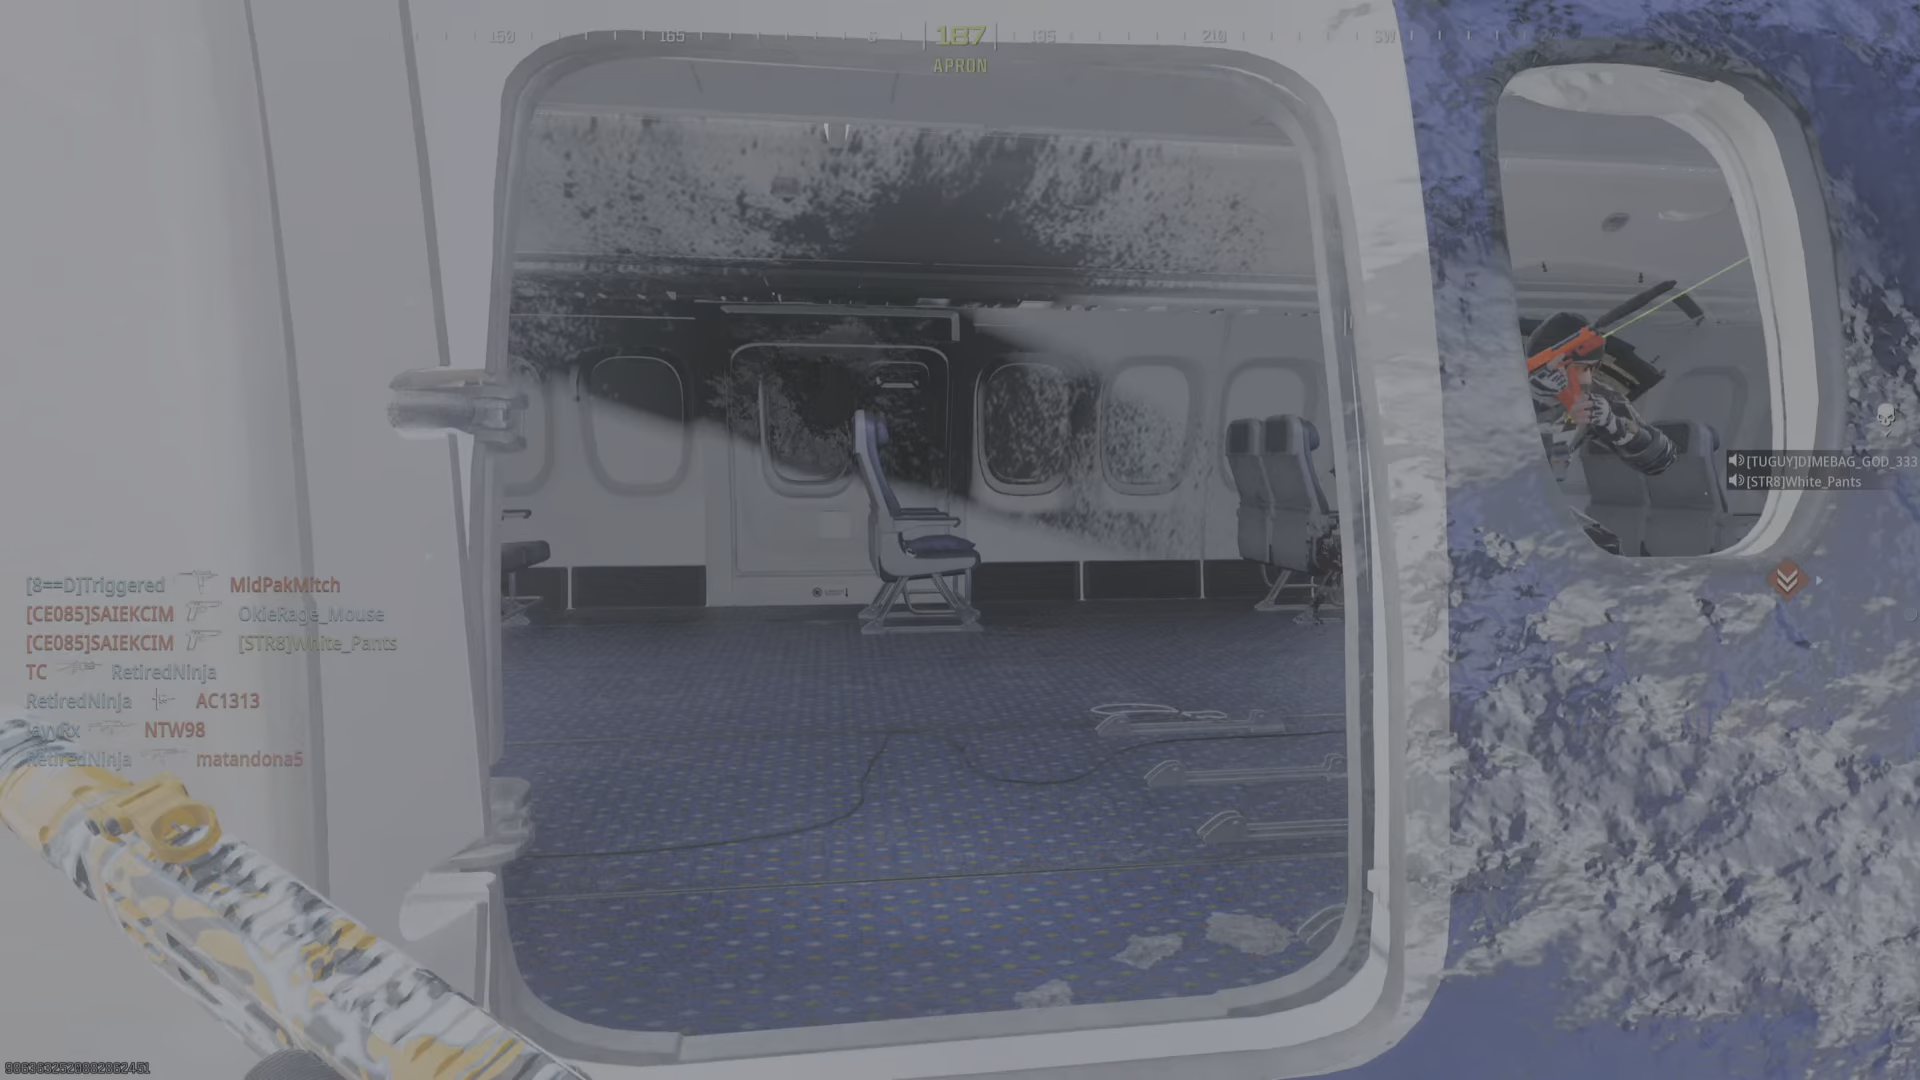 150 165 S 187 195 210 SW
APRON
[TUGUY]DIMEBAG_GOD_333
[STR8]White_Pants
[8==D]Triggered MidPakMitch
[CE085]SAIEKCIM OkieRage_Mouse
[CE085]SAIEKCIM [STR8]White_Pants
TC RetiredNinja
RetiredNinja AC1313
NTW98
RetiredNinja matandona5